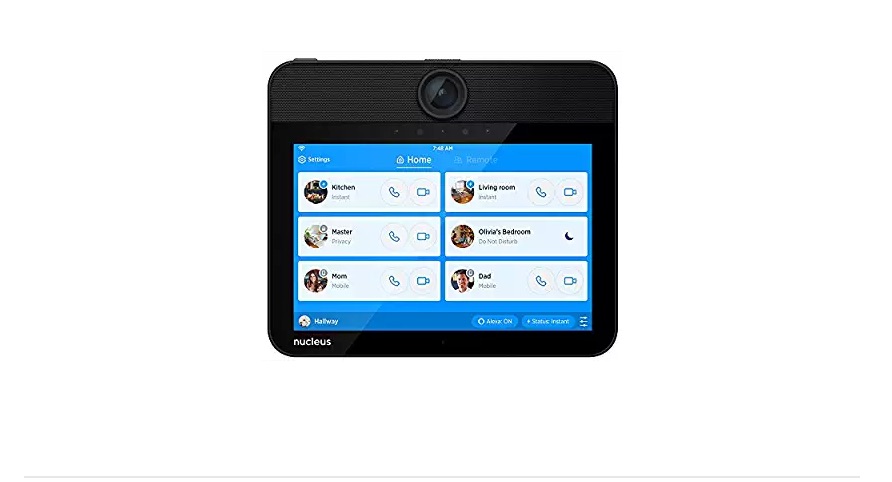 7:48 AM
Settings
Home
Remote
Kitchen
Instant
Living room
Instant
Master
Privacy
Olivia's Bedroom
Do Not Disturb
Mom
Mobile
Dad
Mobile
Hallway
Alexa: ON
Status: Instant
nucleus